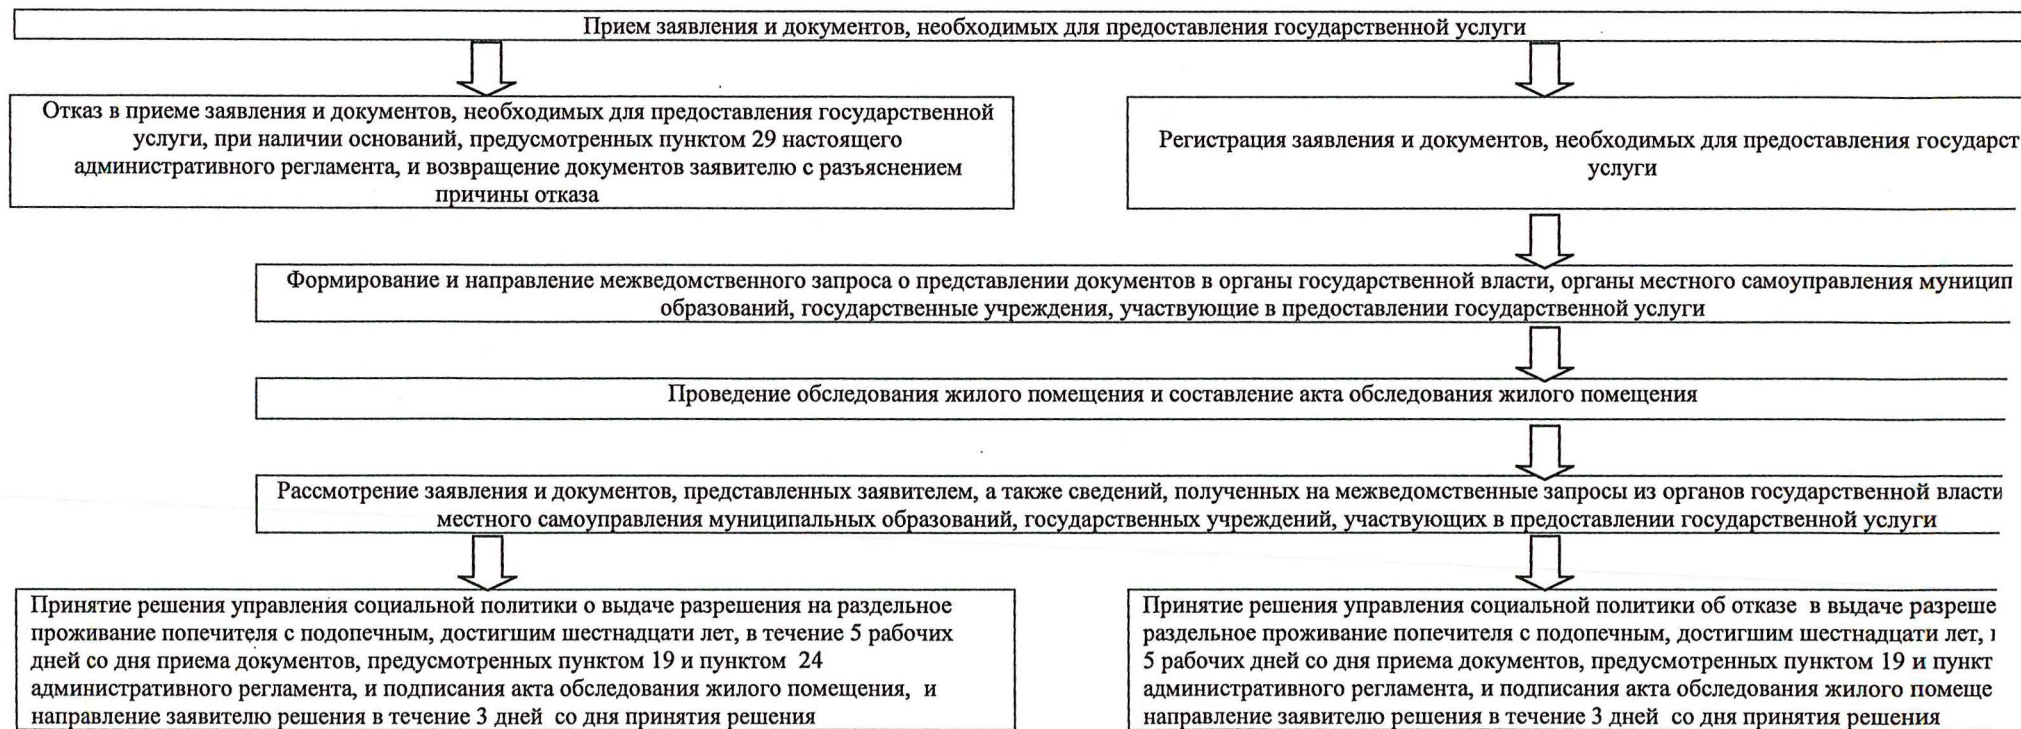 Прием заявления и документов, необходимых для предоставления государственной услуги
Отказ в приеме заявления и документов, необходимых для предоставления государственной
услуги, при наличии оснований, предусмотренных пунктом 29 настоящего
административного регламента, и возвращение документов заявителю с разъяснением
причины отказа
Регистрация заявления и документов, необходимых для предоставления государст
услуги
Формирование и направление межведомственного запроса о представлении документов в органы государственной власти, органы местного самоуправления муницип
образований, государственные учреждения, участвующие в предоставлении государственной услуги
Проведение обследования жилого помещения и составление акта обследования жилого помещения
Рассмотрение заявления и документов, представленных заявителем, а также сведений, полученных на межведомственные запросы из органов государственной власти
местного самоуправления муниципальных образований, государственных учреждений, участвующих в предоставлении государственной услуги
Принятие решения управления социальной политики о выдаче разрешения на раздельное
проживание попечителя с подопечным, достигшим шестнадцати лет, в течение 5 рабочих
дней со дня приема документов, предусмотренных пунктом 19 и пунктом 24
административного регламента, и подписания акта обследования жилого помещения, и
направление заявителю решения в течение 3 дней со дня принятия решения
Принятие решения управления социальной политики об отказе в выдаче разреше
раздельное проживание попечителя с подопечным, достигшим шестнадцати лет,
5 рабочих дней со дня приема документов, предусмотренных пунктом 19 и пункт
административного регламента, и подписания акта обследования жилого помеще
направление заявителю решения в течение 3 дней со дня принятия решения